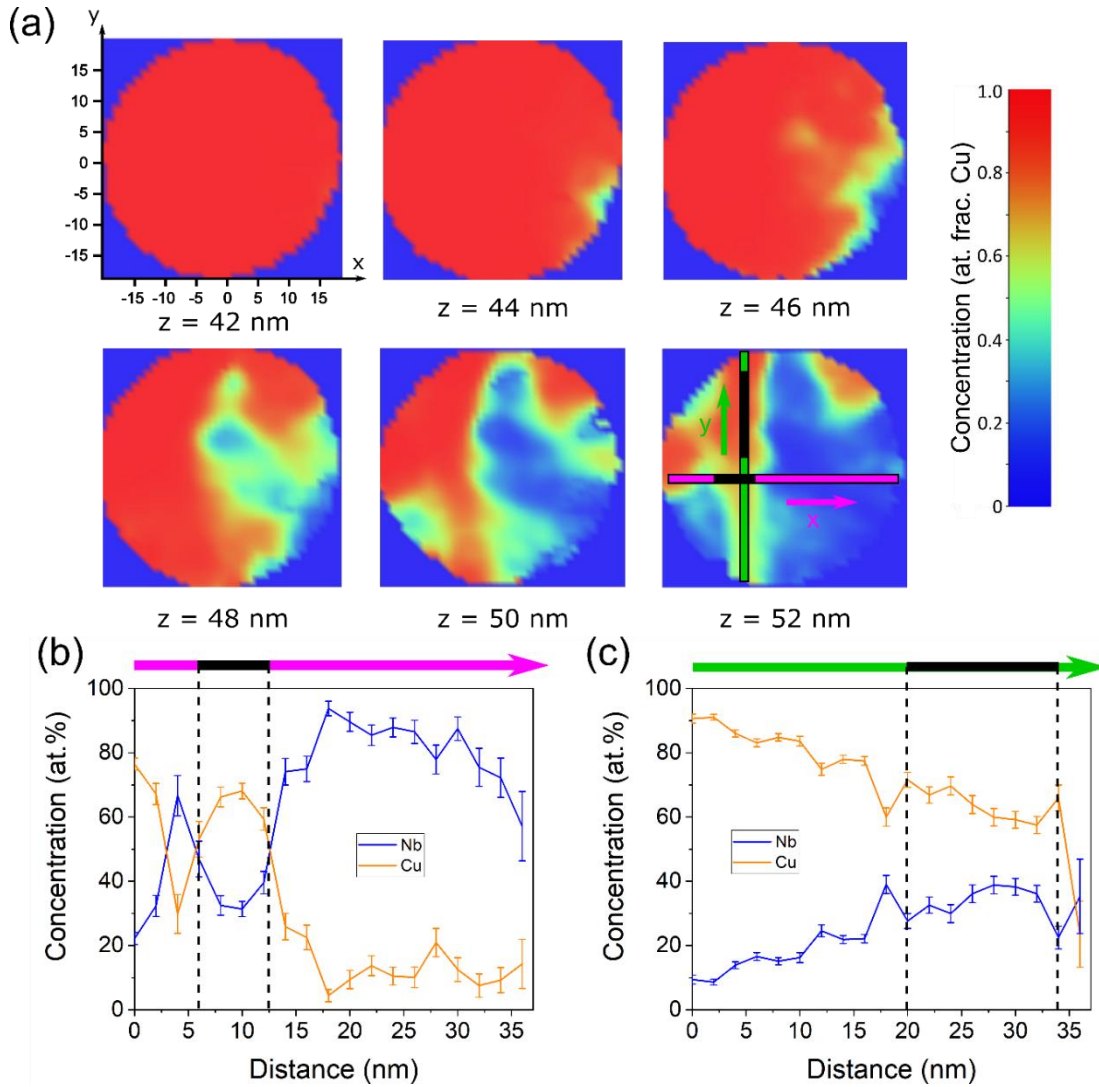 (a)
y
15
10
5
0
-5
-10
-15
-15 -10 -5 0 5 10 15
x
z = 42 nm
z = 44 nm
z = 46 nm
1.0
0.8
0.6
0.4
0.2
0
Concentration (at. frac. Cu)
y
x
z = 48 nm
z = 50 nm
z = 52 nm
(b)
100
80
60
40
20
0
Concentration (at.%)
Nb
Cu
0 5 10 15 20 25 30 35
Distance (nm)
(c)
100
80
60
40
20
0
Concentration (at.%)
Nb
Cu
0 5 10 15 20 25 30 35
Distance (nm)